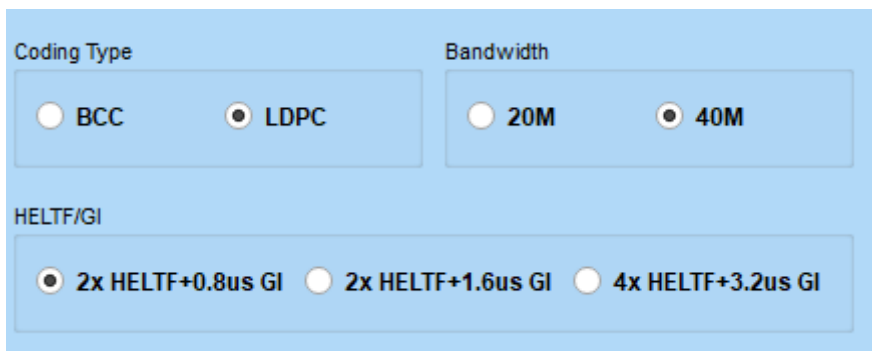 Coding Type Bandwidth
BCC LDPC 20M 40M
HELTF/GI
2x HELTF+0.8us GI 2x HELTF+1.6us GI 4x HELTF+3.2us GI